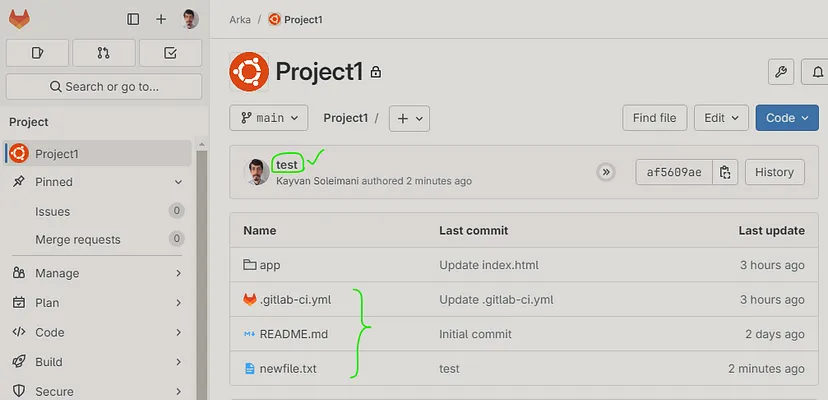 Arka / Project1
Search or go to...
Project
Project1
Pinned
Issues 0
Merge requests 0
Manage
Plan
Code
Build
Secure
Project1
main Project1 / + Find file Edit Code
test
Kayvan Soleimani authored 2 minutes ago
af5609ae History
Name Last commit Last update
app Update index.html 3 hours ago
.gitlab-ci.yml Update .gitlab-ci.yml 3 hours ago
README.md Initial commit 2 days ago
newfile.txt test 2 minutes ago